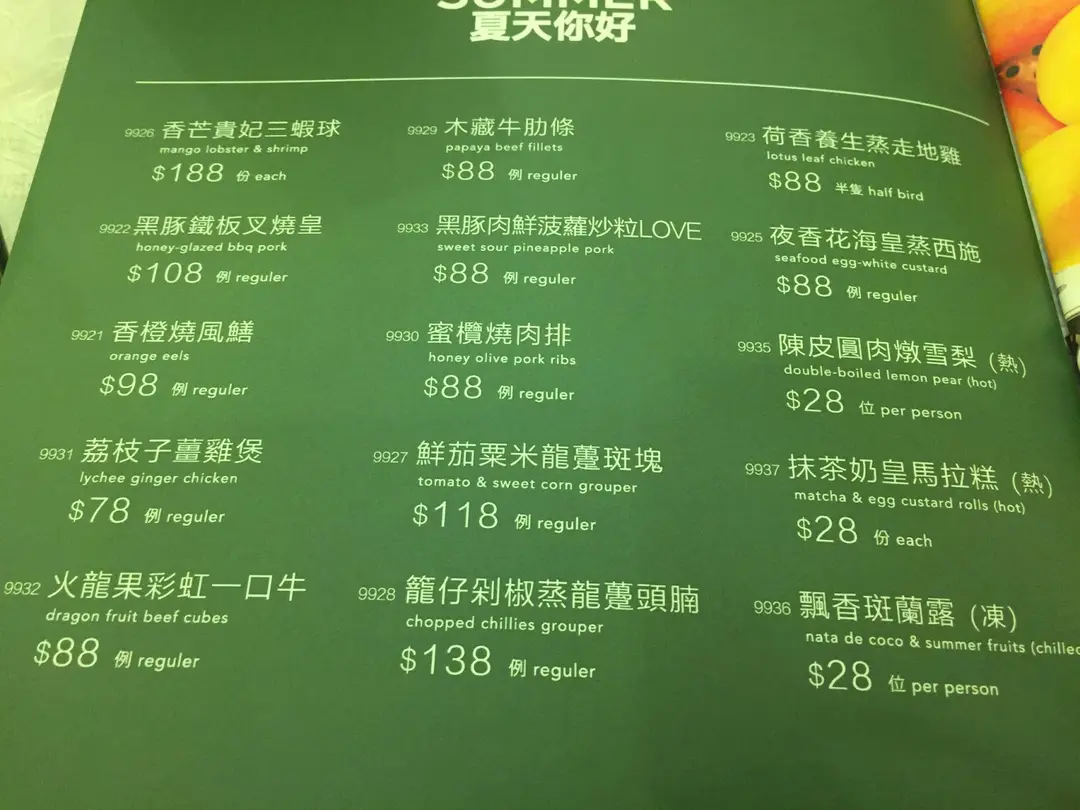 SUMMER
夏天你好
9926 香芒貴妃三蝦球
mango lobster & shrimp
$188 份 each
9922 黑豚鐵板叉燒皇
honey-glazed bbq pork
$108 例 reguler
9921 香橙燒風鱔
orange eels
$98 例 reguler
9931 荔枝子薑雞煲
lychee ginger chicken
$78 例 reguler
9932 火龍果彩虹一口牛
dragon fruit beef cubes
$88 例 reguler
9929 木藏牛肋條
papaya beef fillets
$88 例 reguler
9933 黑豚肉鮮菠蘿炒粒LOVE
sweet sour pineapple pork
$88 例 reguler
9930 蜜欖燒肉排
honey olive pork ribs
$88 例 reguler
9927 鮮茄粟米龍躉斑塊
tomato & sweet corn grouper
$118 例 reguler
9928 籠仔剁椒蒸龍躉頭腩
chopped chillies grouper
$138 例 reguler
9923 荷香養生蒸走地雞
lotus leaf chicken
$88 半隻 half bird
9925 夜香花海皇蒸西施
seafood egg-white custard
$88 例 reguler
9935 陳皮圓肉燉雪梨 (熱)
double-boiled lemon pear (hot)
$28 位 per person
9937 抹茶奶皇馬拉糕 (熱)
matcha & egg custard rolls (hot)
$28 份 each
9936 飄香斑蘭露 (凍)
nata de coco & summer fruits (chilled
$28 位 per person